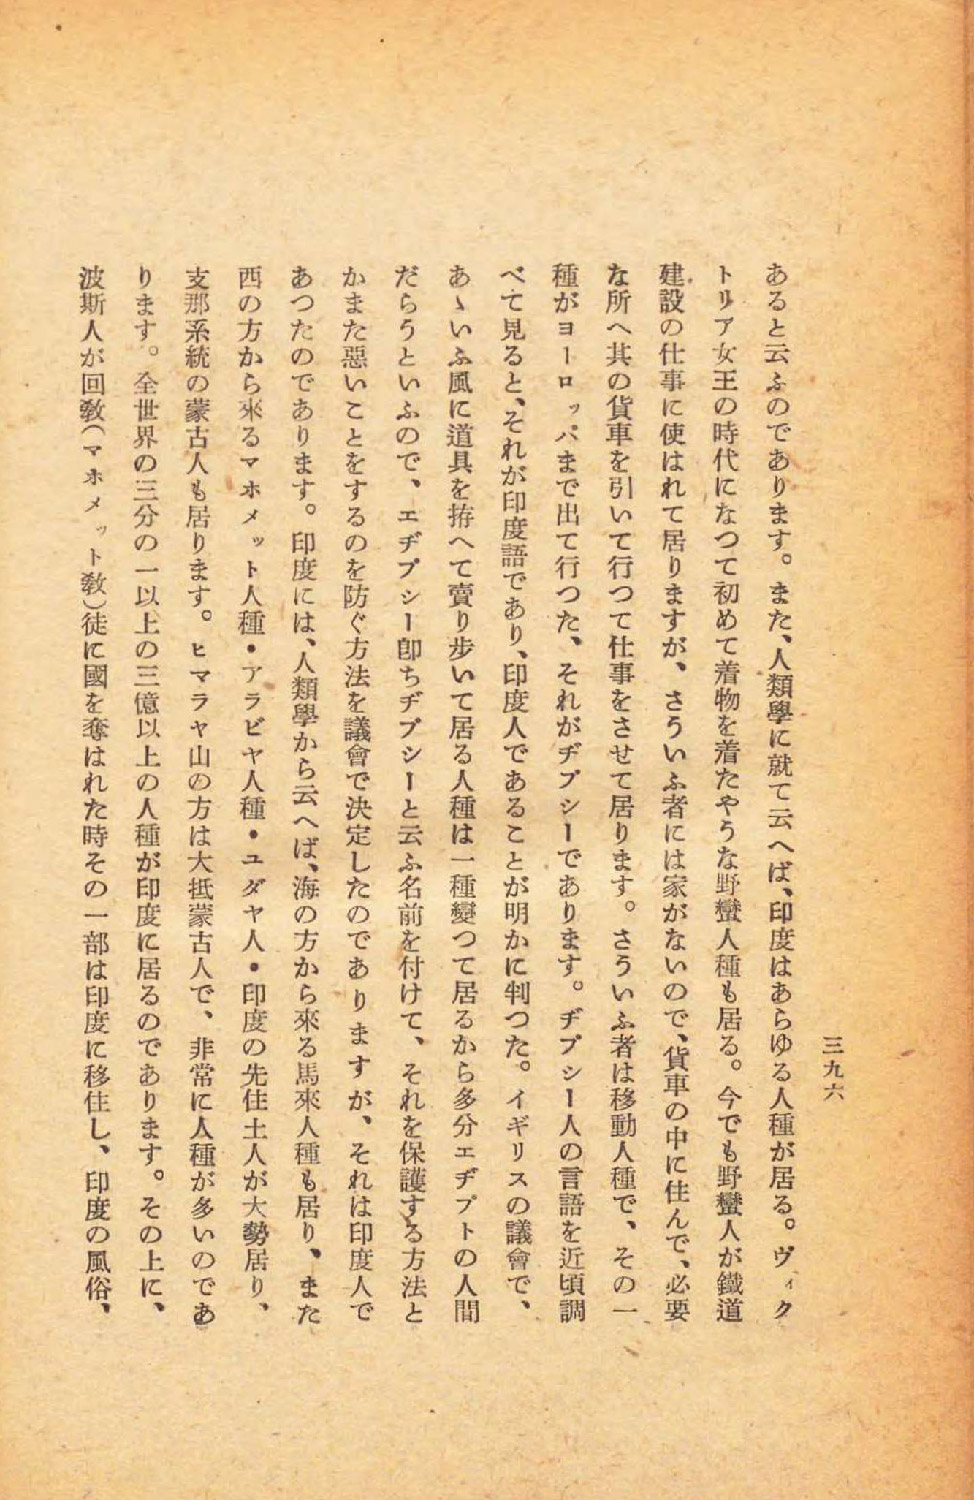 三九六
あると云ふのであります。また、人類學に就て云へば、印度はあらゆる人種が居る。ヴィク
トリア女王の時代になつて初めて着物を着たやうな野蠻人種も居る。今でも野蠻人が鐵道
建設の仕事に使はれて居りますが、さういふ者には家がないので、貨車の中に住んで、必要
な所へ其の貨車を引いて行つて仕事をさせて居ります。さういふ者は移動人種で、その一
種がヨーロッパまで出て行つた、それがヂプシーであります。ヂプシー人の言語を近頃調
べて見ると、それが印度語であり、印度人であることが明かに判つた。イギリスの議會で、
あゝいふ風に道具を拵へて賣り步いて居る人種は一種變つて居るから多分エヂプトの人間
だらうといふので、エヂプシー卽ちヂプシーと云ふ名前を付けて、それを保護する方法と
かまた惡いことをするのを防ぐ方法を議會で決定したのでありますが、それは印度人で
あつたのであります。印度には、人類學から云へば、海の方から來る馬來人種も居り、また
西の方から來るマホメット人種・アラビヤ人種・ユダヤ人・印度の先住土人が大勢居り、
支那系統の蒙古人も居ります。ヒマラヤ山の方は大抵蒙古人で、非常に人種が多いのであ
ります。全世界の三分の一以上の三億以上の人種が印度に居るのであります。その上に、
波斯人が回敎(マホメット敎)徒に國を奪はれた時その一部は印度に移住し、印度の風俗、